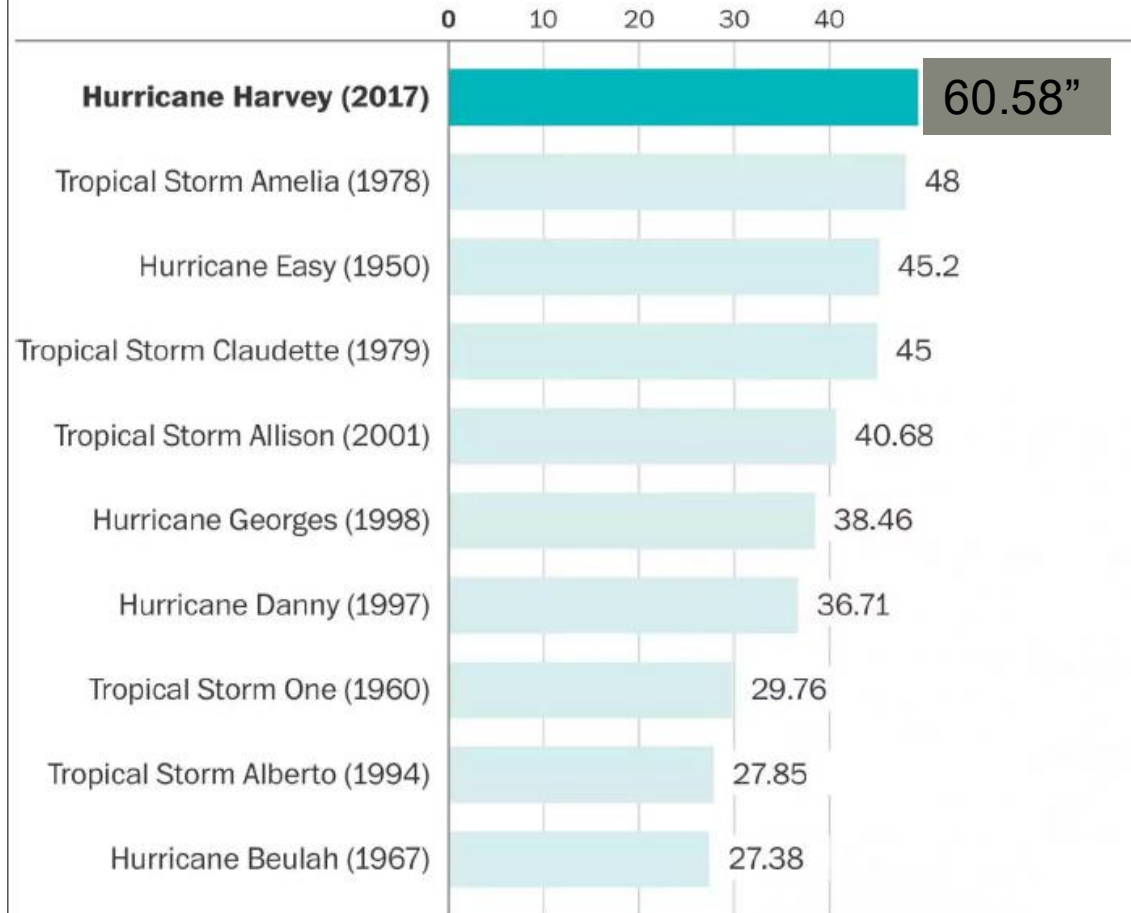 0 10 20 30 40
Hurricane Harvey (2017) 60.58”
Tropical Storm Amelia (1978) 48
Hurricane Easy (1950) 45.2
Tropical Storm Claudette (1979) 45
Tropical Storm Allison (2001) 40.68
Hurricane Georges (1998) 38.46
Hurricane Danny (1997) 36.71
Tropical Storm One (1960) 29.76
Tropical Storm Alberto (1994) 27.85
Hurricane Beulah (1967) 27.38